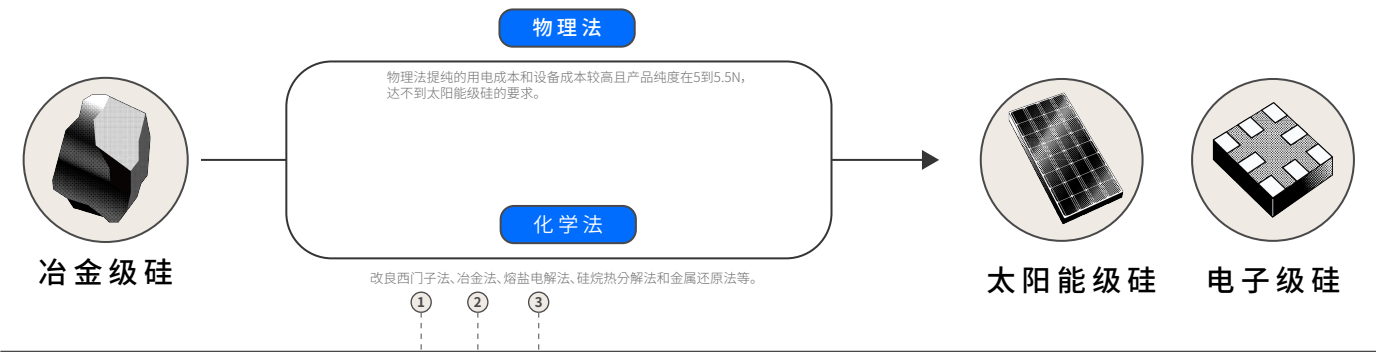 物理法
物理法提纯的用电成本和设备成本较高且产品纯度在5到5.5N，
达不到太阳能级硅的要求。
化学法
改良西门子法、冶金法、熔盐电解法、硅烷热分解法和金属还原法等。
1 2 3
冶金级硅
太阳能级硅
电子级硅